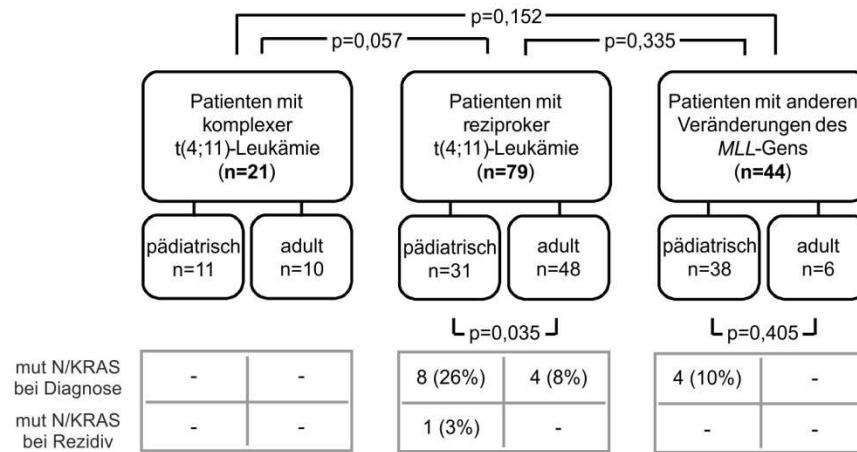 p=0,152
p=0,057
p=0,335
Patienten mit
komplexer
t(4;11)-Leukämie
(n=21)
Patienten mit
reziproker
t(4;11)-Leukämie
(n=79)
Patienten mit anderen
Veränderungen des
MLL-Gens
(n=44)
pädiatrisch
n=11
adult
n=10
pädiatrisch
n=31
adult
n=48
pädiatrisch
n=38
adult
n=6
p=0,035
p=0,405
mut N/KRAS
bei Diagnose
- - 8 (26%) 4 (8%) 4 (10%) -
mut N/KRAS
bei Rezidiv
- - 1 (3%) - - -